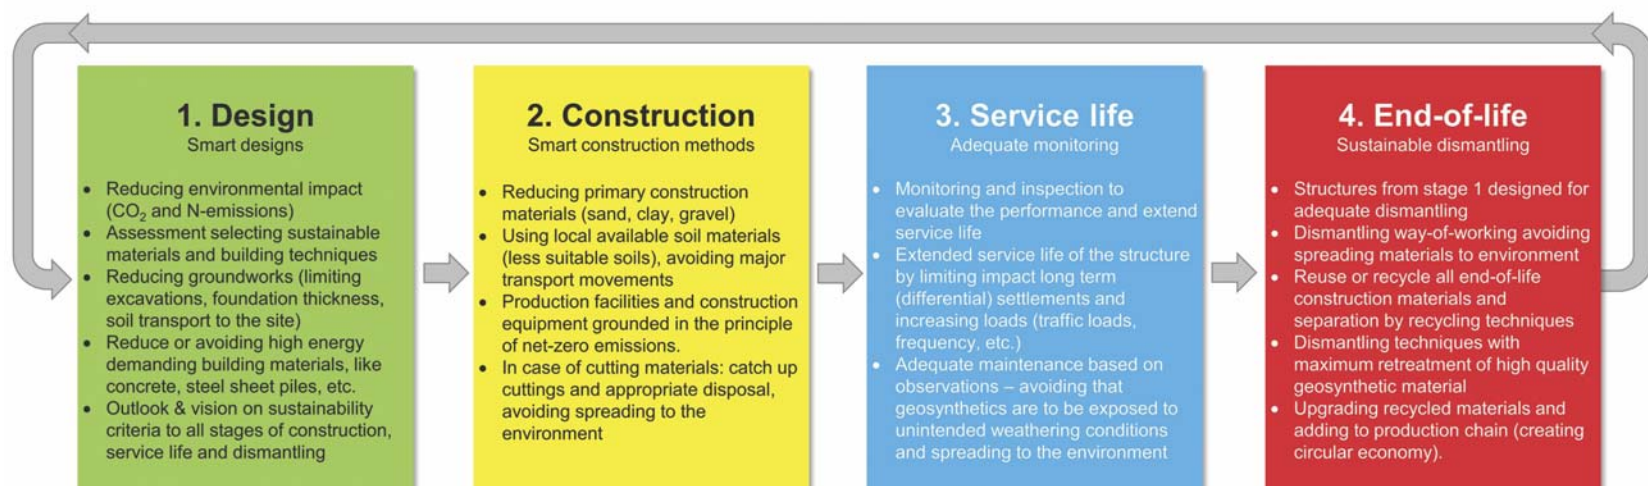 1. Design
Smart designs
• Reducing environmental impact
(CO₂ and N-emissions)
• Assessment selecting sustainable
materials and building techniques
• Reducing groundworks (limiting
excavations, foundation thickness,
soil transport to the site)
• Reduce or avoiding high energy
demanding building materials, like
concrete, steel sheet piles, etc.
• Outlook & vision on sustainability
criteria to all stages of construction,
service life and dismantling
2. Construction
Smart construction methods
• Reducing primary construction
materials (sand, clay, gravel)
• Using local available soil materials
(less suitable soils), avoiding major
transport movements
• Production facilities and construction
equipment grounded in the principle
of net-zero emissions.
• In case of cutting materials: catch up
cuttings and appropriate disposal,
avoiding spreading to the
environment
3. Service life
Adequate monitoring
• Monitoring and inspection to
evaluate the performance and extend
service life
• Extended service life of the structure
by limiting impact long term
(differential) settlements and
increasing loads (traffic loads,
frequency, etc.)
• Adequate maintenance based on
observations – avoiding that
geosynthetics are to be exposed to
unintended weathering conditions
and spreading to the environment
4. End-of-life
Sustainable dismantling
• Structures from stage 1 designed for
adequate dismantling
• Dismantling way-of-working avoiding
spreading materials to environment
• Reuse or recycle all end-of-life
construction materials and
separation by recycling techniques
• Dismantling techniques with
maximum retreatment of high quality
geosynthetic material
• Upgrading recycled materials and
adding to production chain (creating
circular economy).